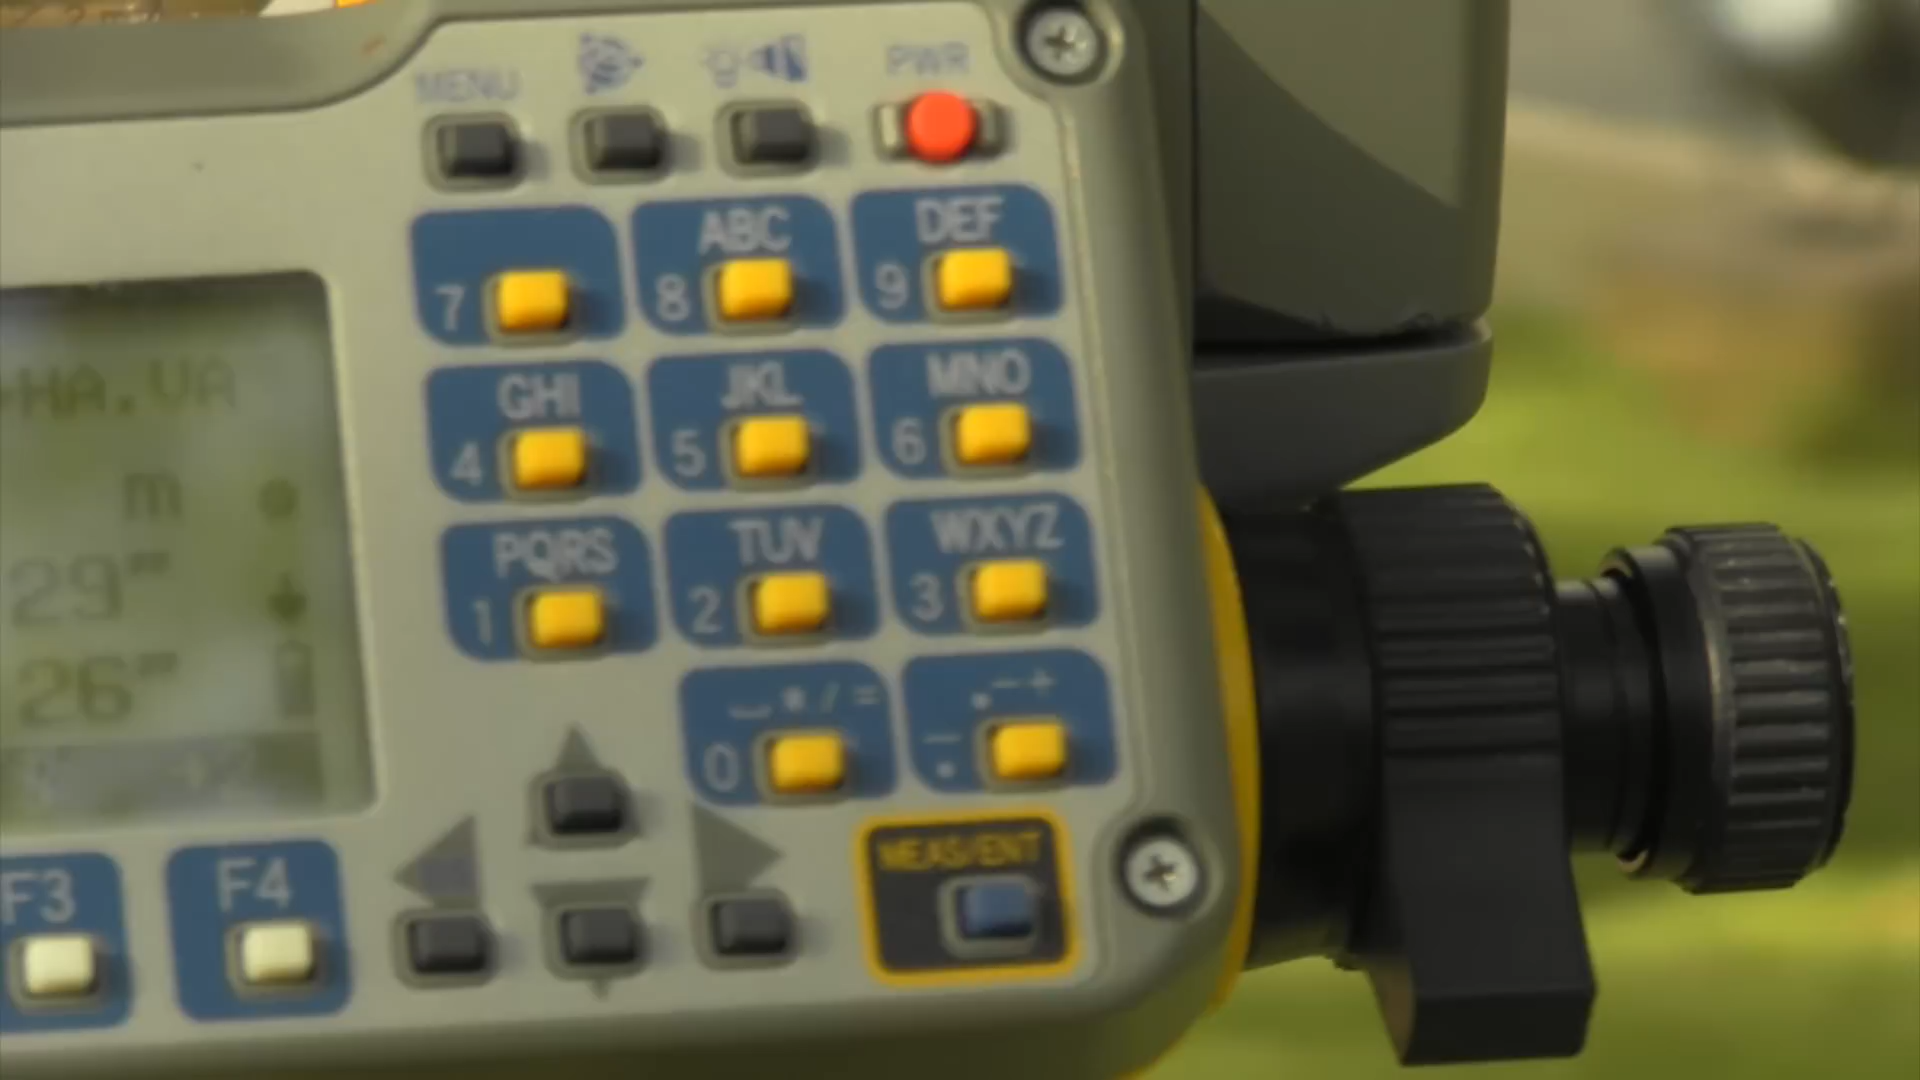 MENU
PWR
7
ABC
8
DEF
9
HA.VA
GHI
4
JKL
5
MNO
6
m
PQRS
1
TUV
2
WXYZ
3
29"
26"
␣ * / =
0
. - +
- .
MEAS/ENT
F3
F4